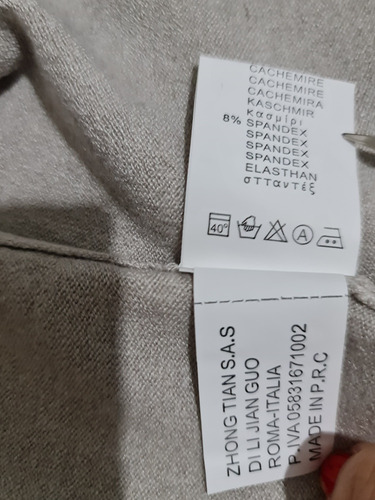 CACHEMIRE
CACHEMIRE
CACHEMIRA
KASCHMIR
κασμίρι
8% SPANDEX
SPANDEX
SPANDEX
SPANDEX
ELASTHAN
σπαντέξ
40°
A
ZHONG TIAN S.A.S
DI LI JIAN GUO
ROMA-ITALIA
P.IVA 05831671002
MADE IN P.R.C